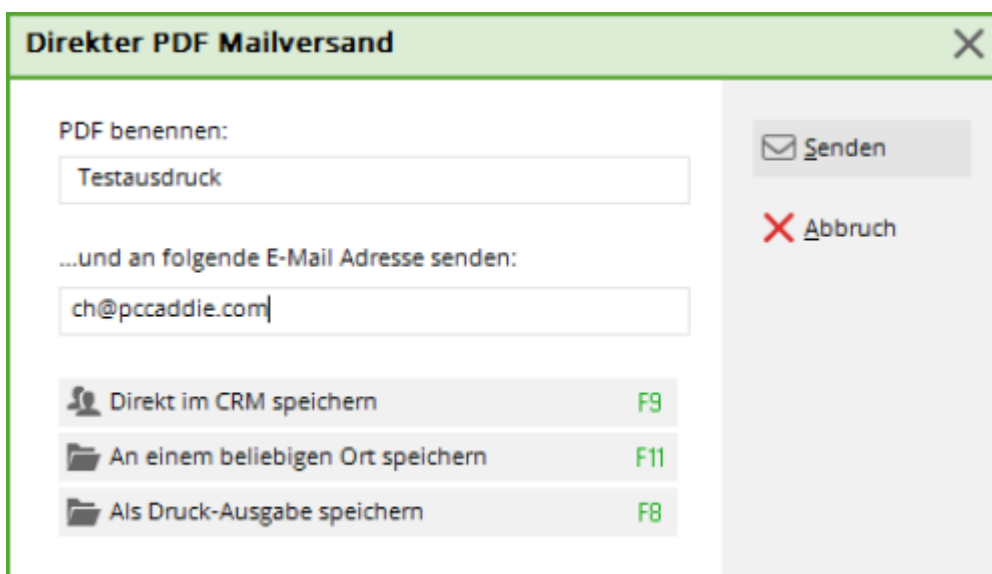 Direkter PDF Mailversand
PDF benennen:
Testausdruck
...und an folgende E-Mail Adresse senden:
ch@pccaddie.com
Direkt im CRM speichern F9
An einem beliebigen Ort speichern F11
Als Druck-Ausgabe speichern F8
Senden
Abbruch